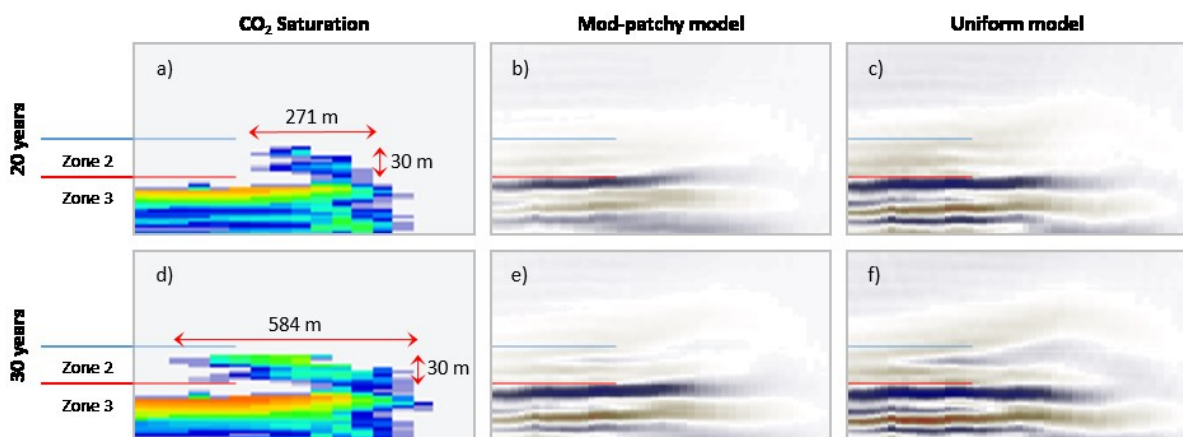 CO₂ Saturation
Mod-patchy model
Uniform model
20 years
a)
271 m
30 m
Zone 2
Zone 3
b)
c)
30 years
d)
584 m
30 m
Zone 2
Zone 3
e)
f)